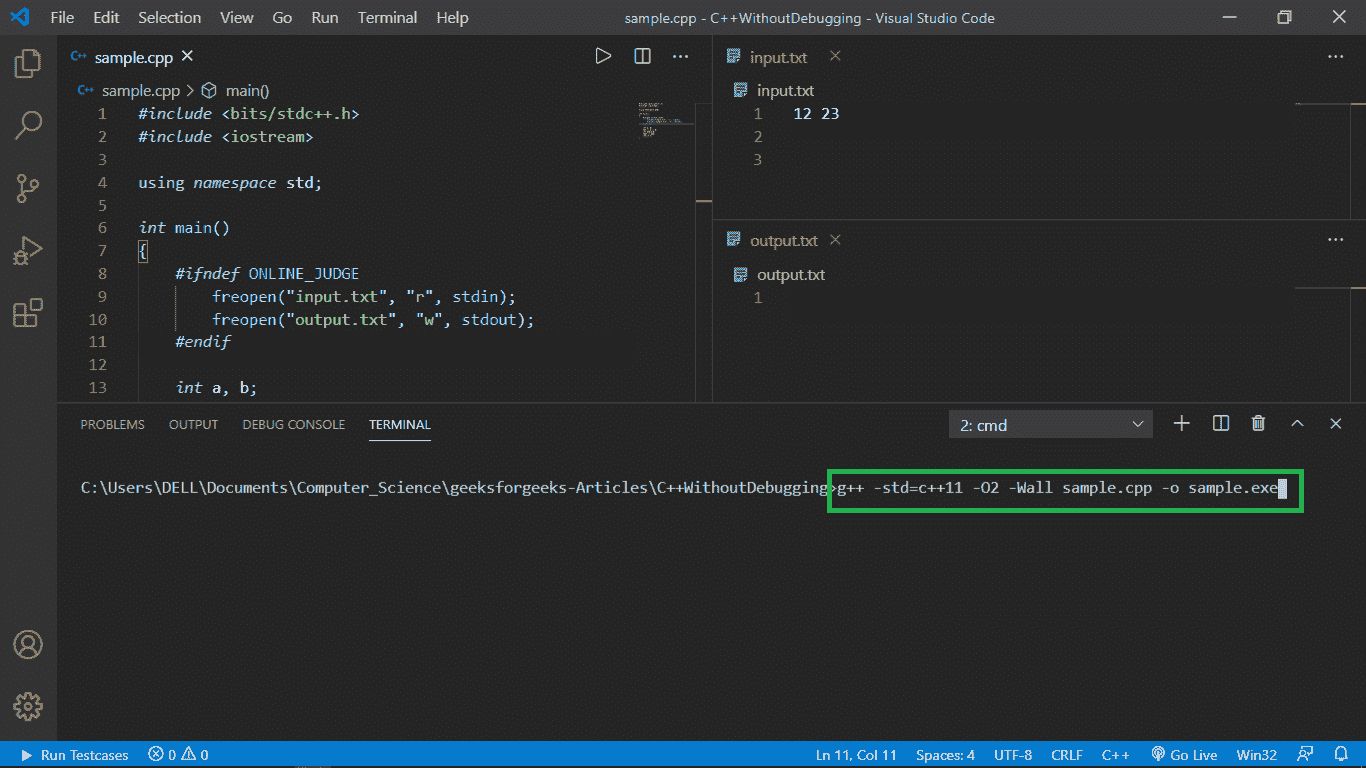 File Edit Selection View Go Run Terminal Help sample.cpp - C++WithoutDebugging - Visual Studio Code
C++ sample.cpp
C++ sample.cpp > main()
1 #include <bits/stdc++.h>
2 #include <iostream>
3
4 using namespace std;
5
6 int main()
7 {
8 #ifndef ONLINE_JUDGE
9 freopen("input.txt", "r", stdin);
10 freopen("output.txt", "w", stdout);
11 #endif
12
13 int a, b;
input.txt
input.txt
1 12 23
2
3
output.txt
output.txt
1
PROBLEMS OUTPUT DEBUG CONSOLE TERMINAL 2: cmd
C:\Users\DELL\Documents\Computer_Science\geeksforgeeks-Articles\C++WithoutDebugging>g++ -std=c++11 -O2 -Wall sample.cpp -o sample.exe
Run Testcases 0 0 Ln 11, Col 11 Spaces: 4 UTF-8 CRLF C++ Go Live Win32